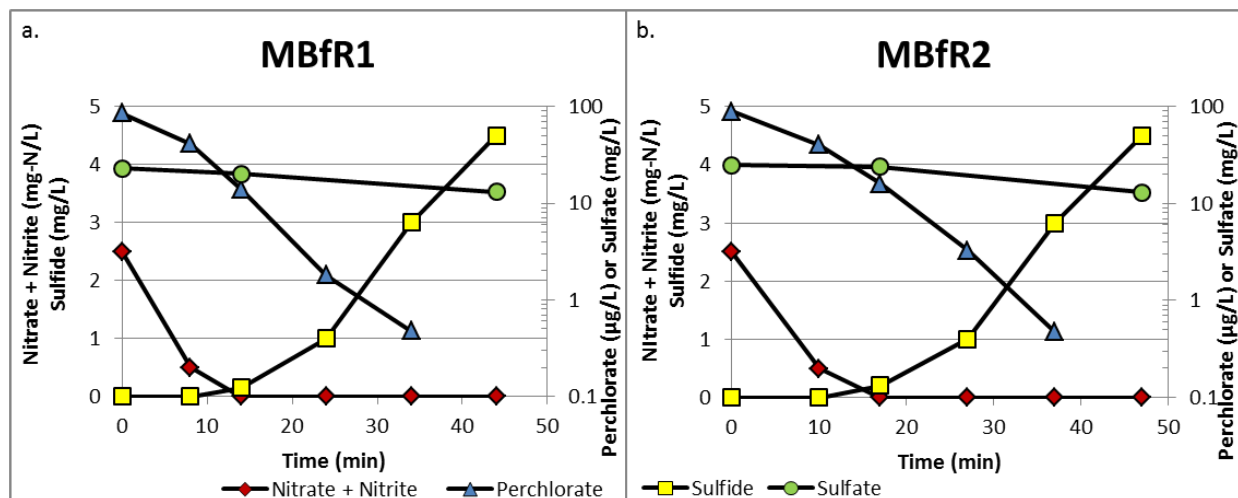 a.
MBfR1
Nitrate + Nitrite (mg-N/L)
Sulfide (mg/L)
5
4
3
2
1
0
100
10
1
0.1
Perchlorate (µg/L) or Sulfate (mg/L)
0 10 20 30 40 50
Time (min)
b.
MBfR2
NItrate + Nitrite (mg-N/L
Sulfide (mg/L)
5
4
3
2
1
0
100
10
1
0.1
Perchlorate (µg/L) or Sulfate (mg/L)
0 10 20 30 40 50
Time (min)
Nitrate + Nitrite Perchlorate Sulfide Sulfate